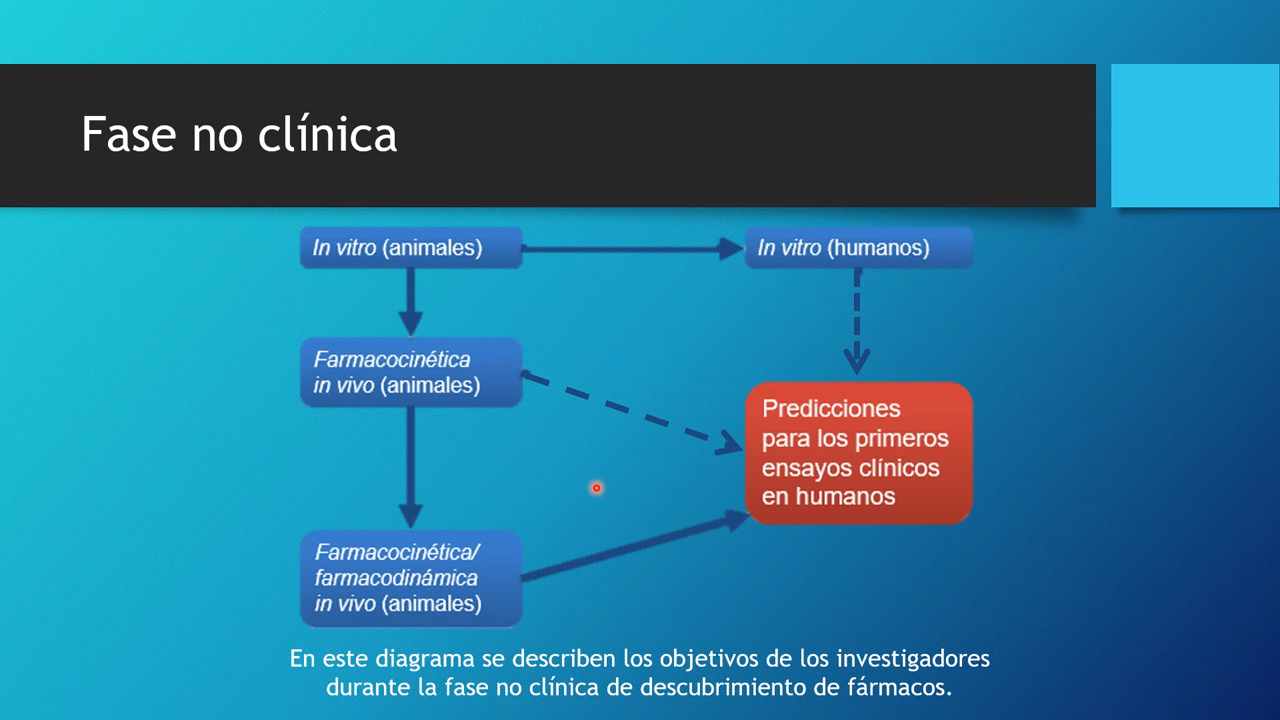 Fase no clínica
In vitro (animales)
In vitro (humanos)
Farmacocinética
in vivo (animales)
Predicciones
para los primeros
ensayos clínicos
en humanos
Farmacocinética/
farmacodinámica
in vivo (animales)
En este diagrama se describen los objetivos de los investigadores
durante la fase no clínica de descubrimiento de fármacos.